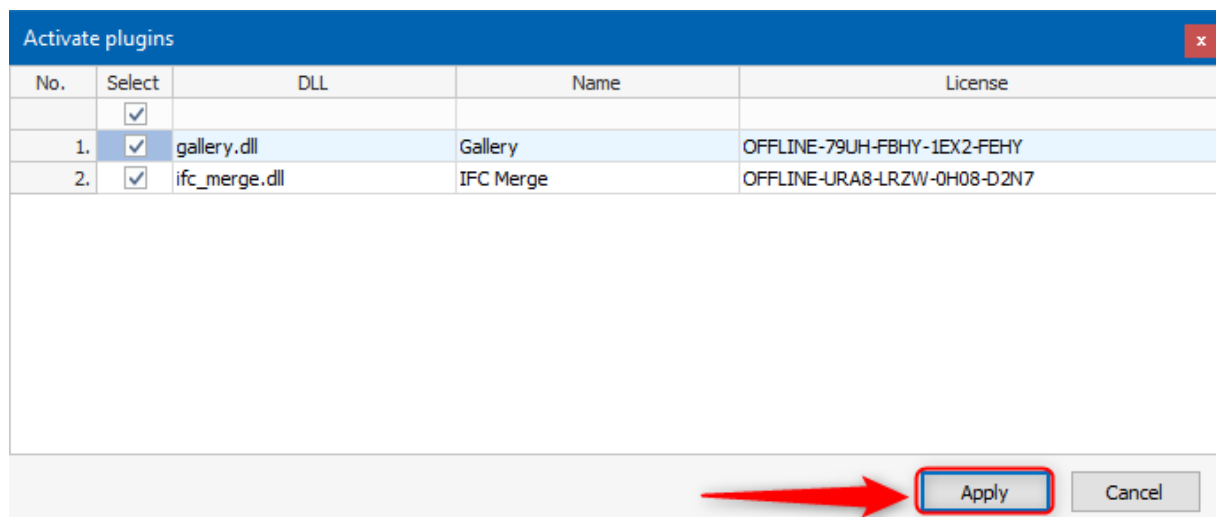 Activate plugins
x
No. Select DLL Name License
1. gallery.dll Gallery OFFLINE-79UH-FBHY-1EX2-FEHY
2. ifc_merge.dll IFC Merge OFFLINE-URA8-LRZW-0H08-D2N7
Apply Cancel